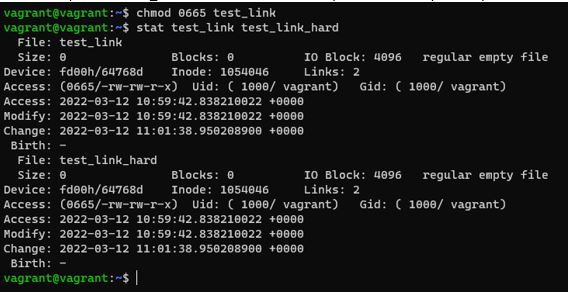 vagrant@vagrant:~$ chmod 0665 test_link
vagrant@vagrant:~$ stat test_link test_link_hard
  File: test_link
  Size: 0               Blocks: 0          IO Block: 4096   regular empty file
Device: fd00h/64768d    Inode: 1054046     Links: 2
Access: (0665/-rw-rw-r-x)  Uid: ( 1000/ vagrant)   Gid: ( 1000/ vagrant)
Access: 2022-03-12 10:59:42.838210022 +0000
Modify: 2022-03-12 10:59:42.838210022 +0000
Change: 2022-03-12 11:01:38.950208900 +0000
 Birth: -
  File: test_link_hard
  Size: 0               Blocks: 0          IO Block: 4096   regular empty file
Device: fd00h/64768d    Inode: 1054046     Links: 2
Access: (0665/-rw-rw-r-x)  Uid: ( 1000/ vagrant)   Gid: ( 1000/ vagrant)
Access: 2022-03-12 10:59:42.838210022 +0000
Modify: 2022-03-12 10:59:42.838210022 +0000
Change: 2022-03-12 11:01:38.950208900 +0000
 Birth: -
vagrant@vagrant:~$